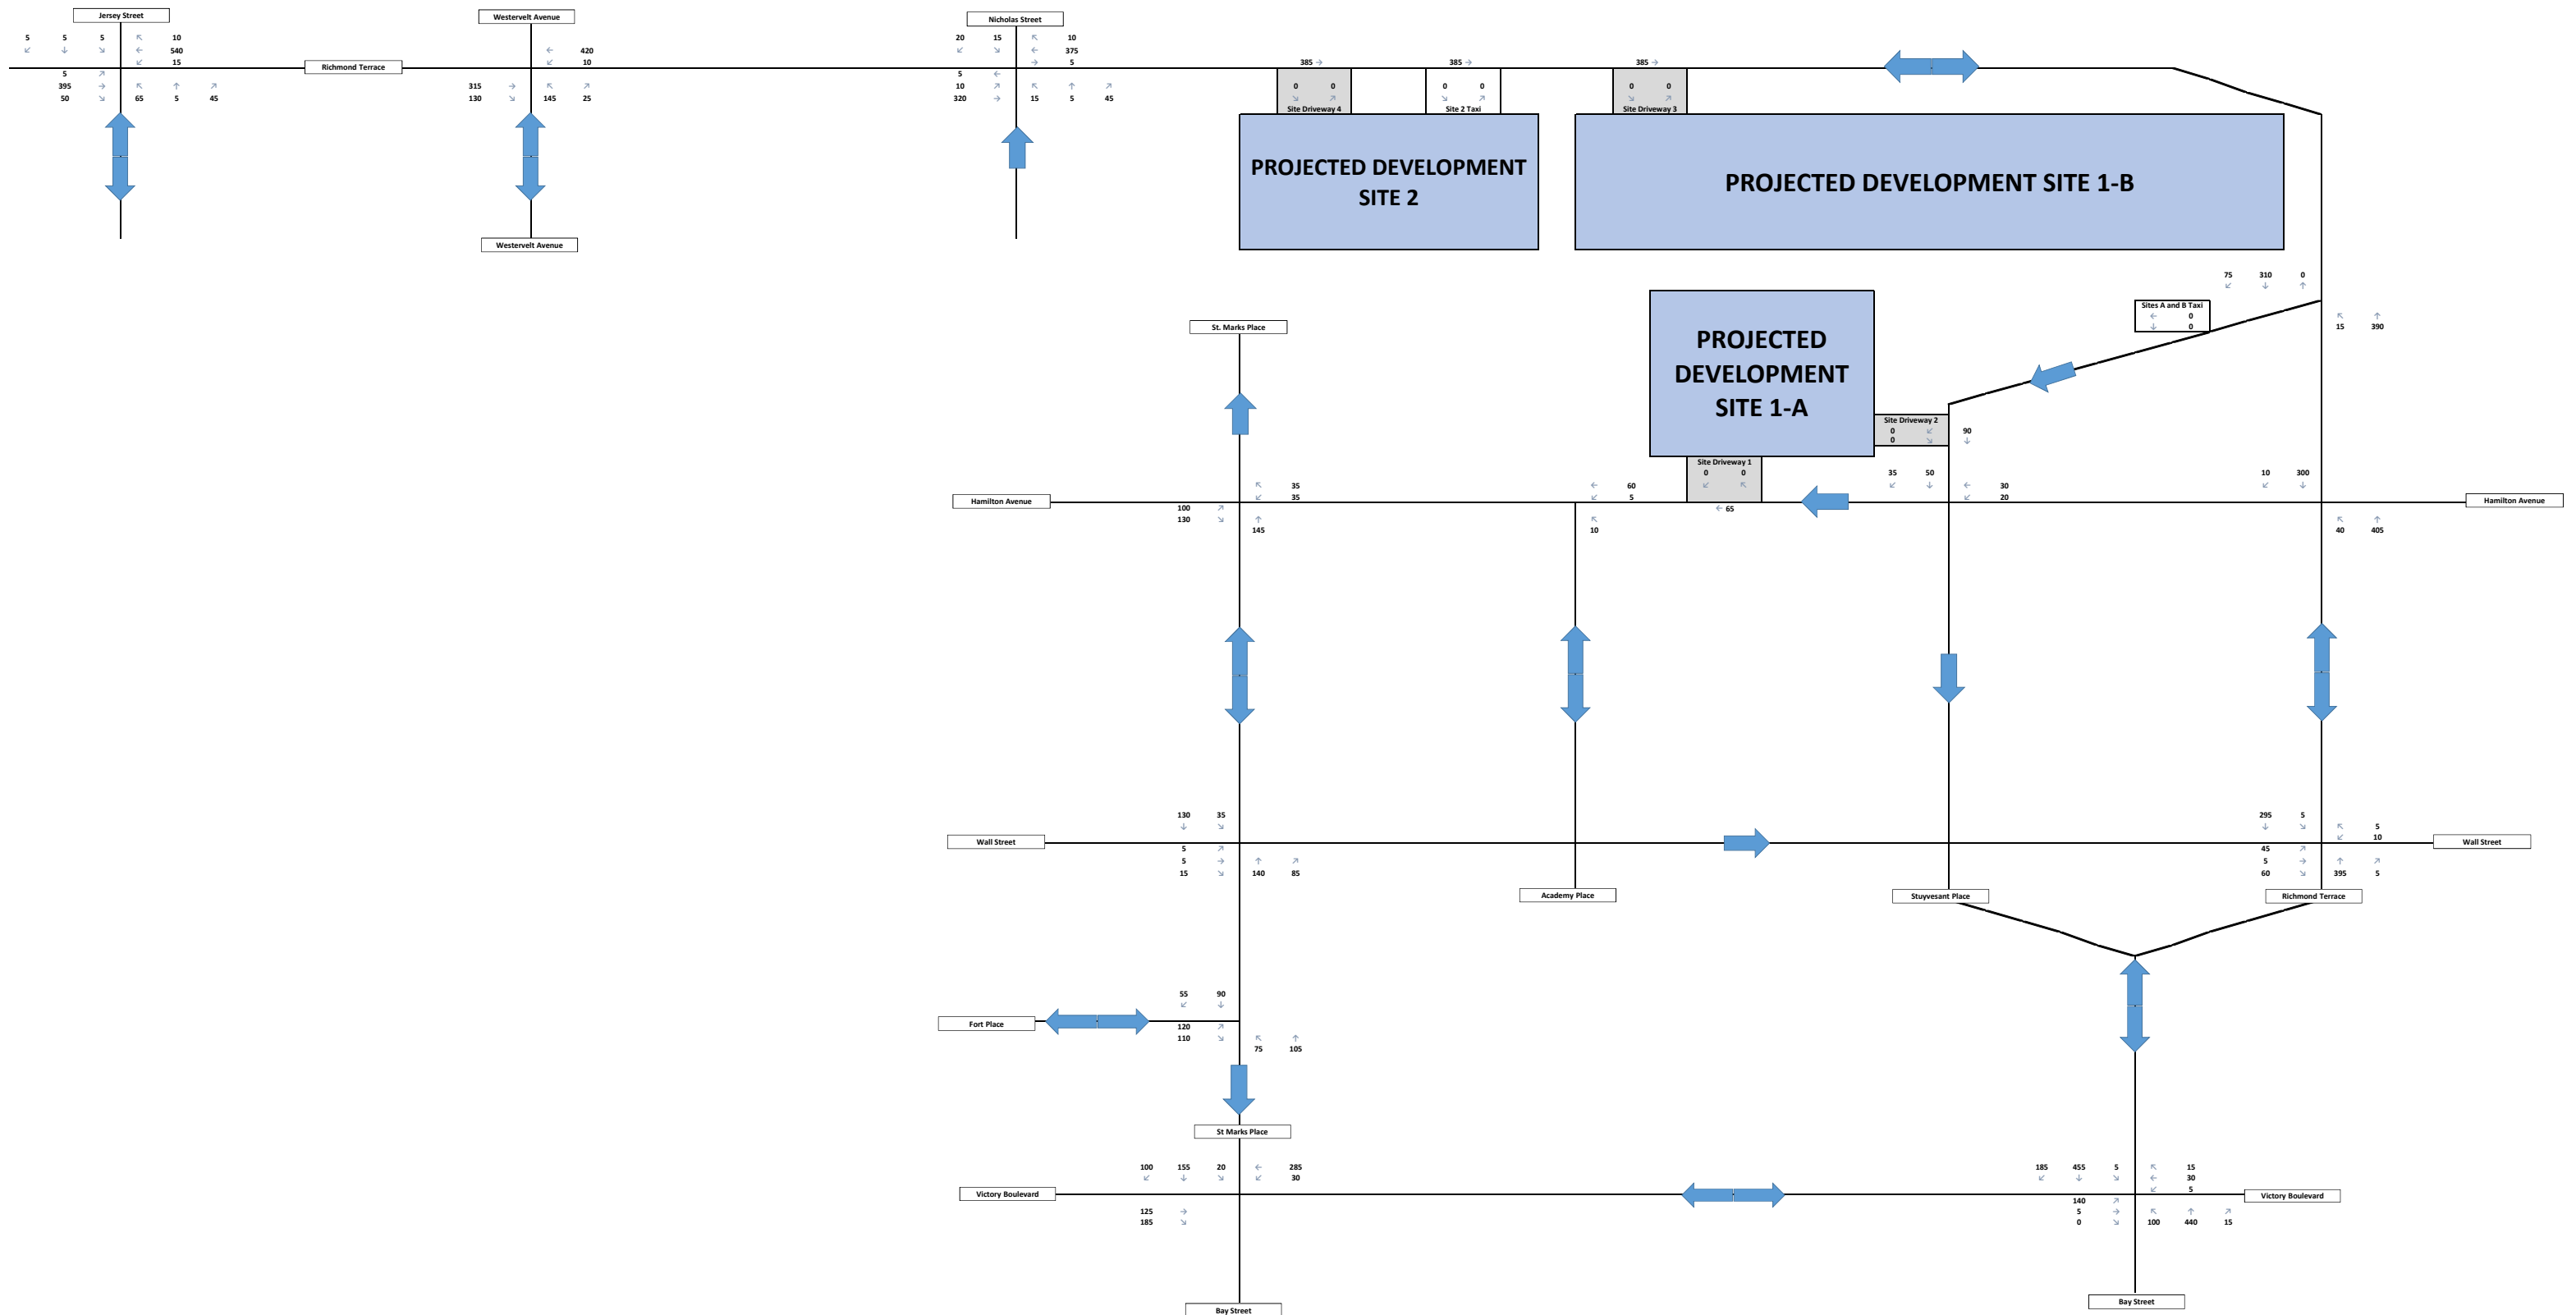 Jersey Street
Westervelt Avenue
Nicholas Street
5 5 5 ↖ 10
↙ ↓ ↘ ← 540
↙ 15
5 ↗
395 → ↖ ↑ ↗
50 ↘ 65 5 45
Richmond Terrace
← 420
↙ 10
315 → ↖ ↗
130 ↘ 145 25
Westervelt Avenue
20 15 ↖ 10
↙ ↘ ← 375
→ 5
5 ←
10 ↗ ↖ ↑ ↗
320 → 15 5 45
385 →
385 →
385 →
0 0
↘ ↗
Site Driveway 4
0 0
↘ ↗
Site 2 Taxi
0 0
↘ ↗
Site Driveway 3
PROJECTED DEVELOPMENT
SITE 2
PROJECTED DEVELOPMENT SITE 1-B
75 310 0
↙ ↓ ↑
Sites A and B Taxi
← 0
↓ 0
↖ ↑
15 390
St. Marks Place
PROJECTED
DEVELOPMENT
SITE 1-A
Site Driveway 2
0 ↙ 90
0 ↘ ↓
Site Driveway 1
0 0
↙ ↖
← 65
Hamilton Avenue
↖ 35
↙ 35
100 ↗
130 ↘ ↑
145
← 60
↙ 5
↖
10
35 50
↙ ↓ ← 30
↙ 20
10 300
↙ ↓
↖ ↑
40 405
Hamilton Avenue
Wall Street
130 35
↓ ↘
5 ↗
5 → ↑ ↗
15 ↘ 140 85
295 5
↓ ↘ ↖ 5
↙ 10
45 ↗
5 → ↑ ↗
60 ↘ 395 5
Wall Street
Academy Place
Stuyvesant Place
Richmond Terrace
Fort Place
55 90
↙ ↓
120 ↗
110 ↘ ↖ ↑
75 105
St Marks Place
100 155 20 ← 285
↙ ↓ ↘ ↙ 30
Victory Boulevard
125 →
185 ↘
185 455 5 ↖ 15
↙ ↓ ↘ ← 30
↙ 5
140 ↗
5 → ↖ ↑ ↗
0 ↘ 100 440 15
Victory Boulevard
Bay Street
Bay Street